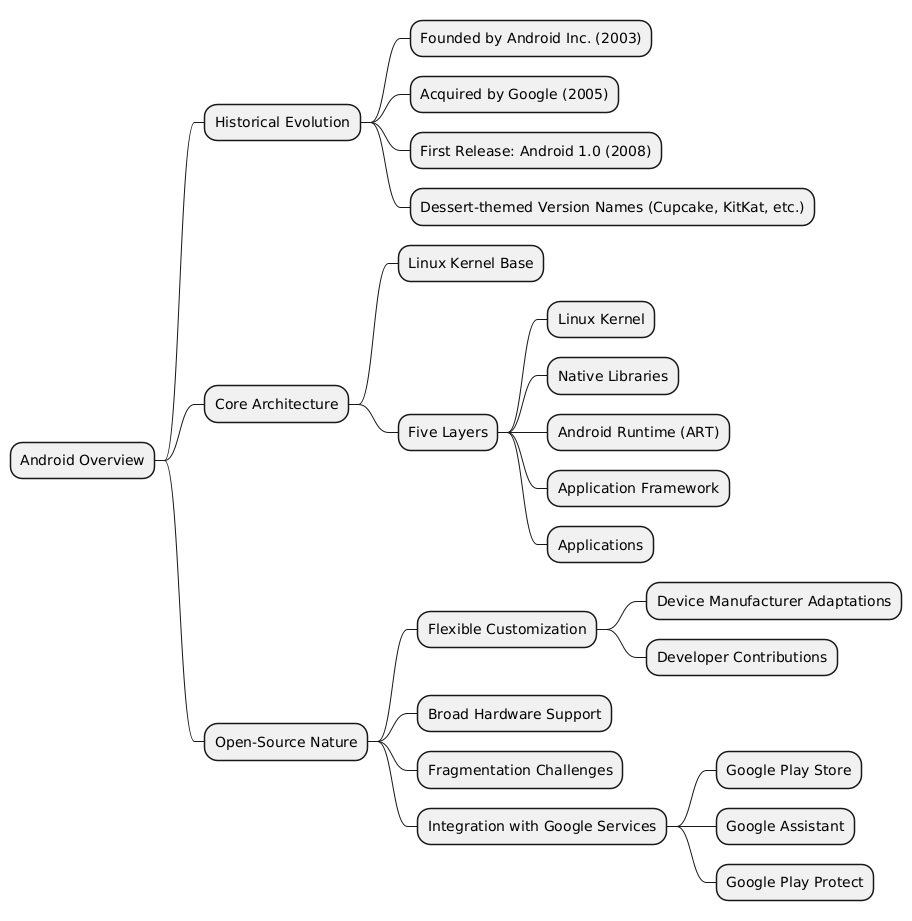 Android Overview
Historical Evolution
Founded by Android Inc. (2003)
Acquired by Google (2005)
First Release: Android 1.0 (2008)
Dessert-themed Version Names (Cupcake, KitKat, etc.)
Core Architecture
Linux Kernel Base
Five Layers
Linux Kernel
Native Libraries
Android Runtime (ART)
Application Framework
Applications
Open-Source Nature
Flexible Customization
Device Manufacturer Adaptations
Developer Contributions
Broad Hardware Support
Fragmentation Challenges
Integration with Google Services
Google Play Store
Google Assistant
Google Play Protect